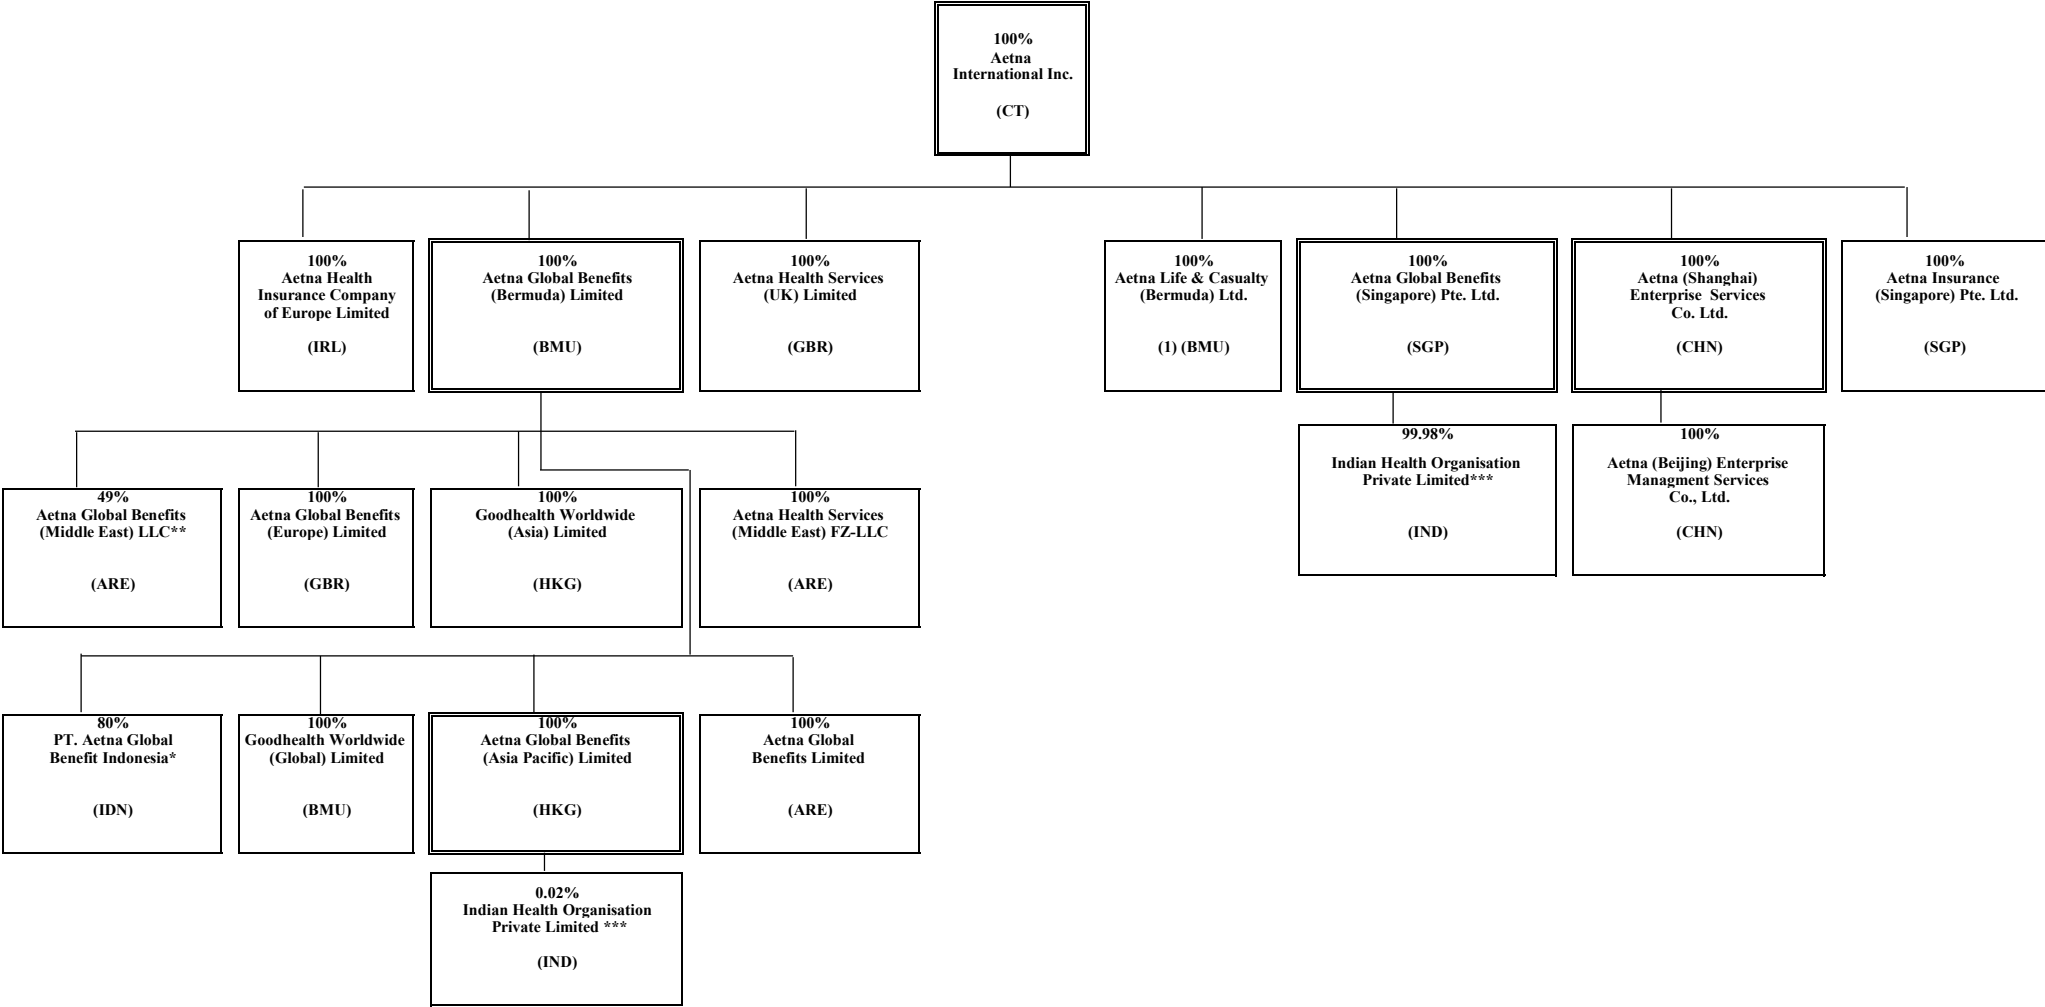 100%
Aetna
International Inc.
(CT)
100%
Aetna Health
Insurance Company
of Europe Limited
(IRL)
100%
Aetna Global Benefits
(Bermuda) Limited
(BMU)
100%
Aetna Health Services
(UK) Limited
(GBR)
100%
Aetna Life & Casualty
(Bermuda) Ltd.
(1) (BMU)
100%
Aetna Global Benefits
(Singapore) Pte. Ltd.
(SGP)
100%
Aetna (Shanghai)
Enterprise Services
Co. Ltd.
(CHN)
100%
Aetna Insurance
(Singapore) Pte. Ltd.
(SGP)
99.98%
Indian Health Organisation
Private Limited***
(IND)
100%
Aetna (Beijing) Enterprise
Managment Services
Co., Ltd.
(CHN)
49%
Aetna Global Benefits
(Middle East) LLC**
(ARE)
100%
Aetna Global Benefits
(Europe) Limited
(GBR)
100%
Goodhealth Worldwide
(Asia) Limited
(HKG)
100%
Aetna Health Services
(Middle East) FZ-LLC
(ARE)
80%
PT. Aetna Global
Benefit Indonesia*
(IDN)
100%
Goodhealth Worldwide
(Global) Limited
(BMU)
100%
Aetna Global Benefits
(Asia Pacific) Limited
(HKG)
100%
Aetna Global
Benefits Limited
(ARE)
0.02%
Indian Health Organisation
Private Limited ***
(IND)